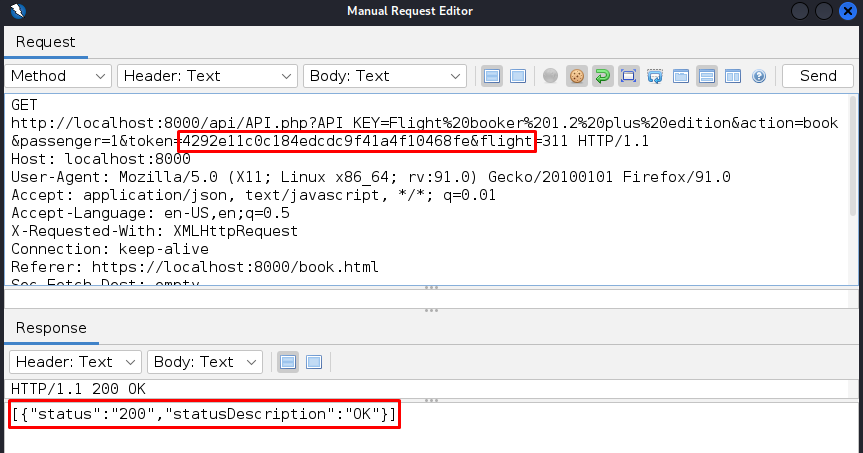 Manual Request Editor
Request
Method Header: Text Body: Text Send
GET
http://localhost:8000/api/API.php?API_KEY=Flight%20booker%201.2%20plus%20edition&action=book
&passenger=1&token=4292e11c0c184edcdc9f41a4f10468fe&flight=311 HTTP/1.1
Host: localhost:8000
User-Agent: Mozilla/5.0 (X11; Linux x86_64; rv:91.0) Gecko/20100101 Firefox/91.0
Accept: application/json, text/javascript, */*; q=0.01
Accept-Language: en-US,en;q=0.5
X-Requested-With: XMLHttpRequest
Connection: keep-alive
Referer: https://localhost:8000/book.html
Sec-Fetch-Dest: empty
Response
Header: Text Body: Text
HTTP/1.1 200 OK
[{"status":"200","statusDescription":"OK"}]